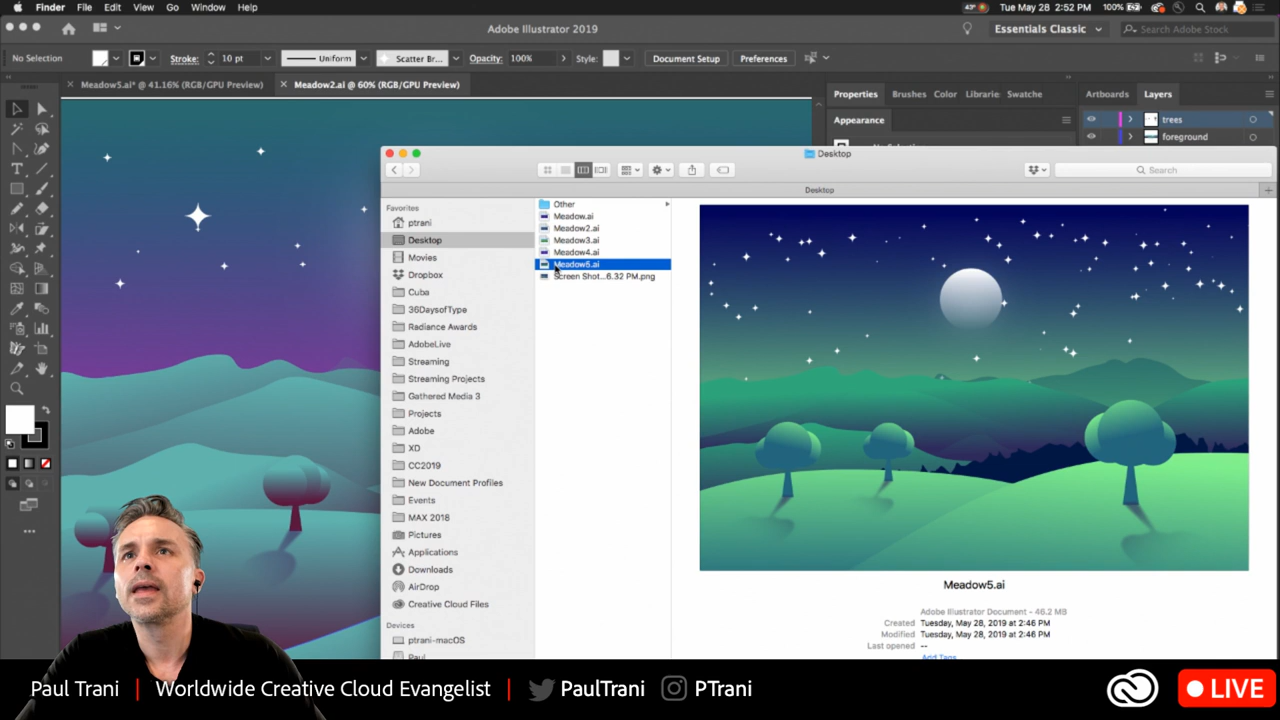 Finder File Edit View Go Window Help
43° Tue May 28 2:52 PM 100%
Adobe Illustrator 2019
Essentials Classic
Search Adobe Stock
No Selection Stroke: 10 pt Uniform Scatter Br... Opacity: 100% Style: Document Setup Preferences
× Meadow5.ai* @ 41.16% (RGB/GPU Preview) × Meadow2.ai @ 60% (RGB/GPU Preview)
Properties Brushes Color Librarie: Swatche
Artboards Layers
Appearance
trees
foreground
Desktop
Search
Desktop
Favorites
ptrani
Desktop
Movies
Dropbox
Cuba
36DaysofType
Radiance Awards
AdobeLive
Streaming
Streaming Projects
Gathered Media 3
Projects
Adobe
XD
CC2019
New Document Profiles
Events
MAX 2018
Pictures
Applications
Downloads
AirDrop
Creative Cloud Files
Devices
ptrani-macOS
Paul
Other
Meadow.ai
Meadow2.ai
Meadow3.ai
Meadow4.ai
Meadow5.ai
Screen Shot...6.32 PM.png
Meadow5.ai
Adobe Illustrator Document - 46.2 MB
Created Tuesday, May 28, 2019 at 2:46 PM
Modified Tuesday, May 28, 2019 at 2:46 PM
Last opened --
Add Tags...
Paul Trani | Worldwide Creative Cloud Evangelist | PaulTrani PTrani
LIVE